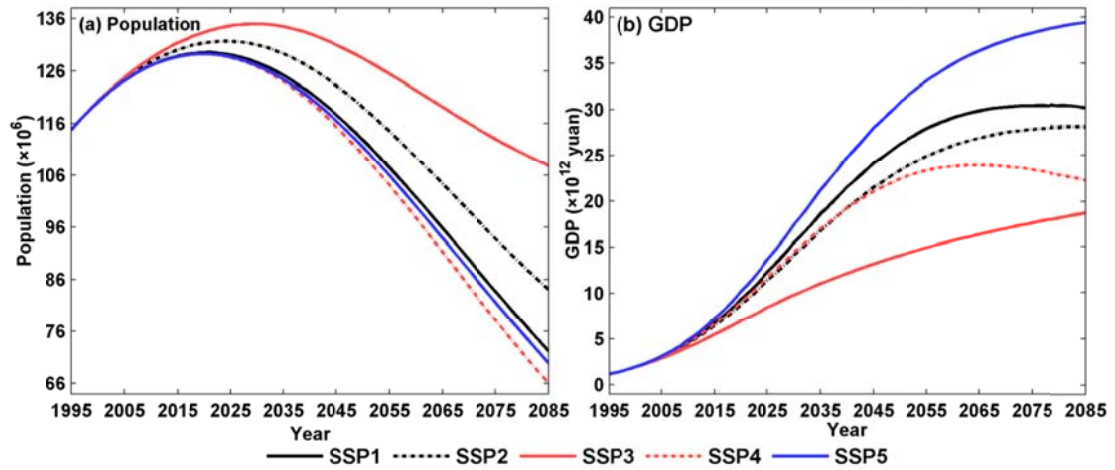 (a) Population
136
126
116
106
96
86
76
66
Population (×10⁶)
1995 2005 2015 2025 2035 2045 2055 2065 2075 2085
Year
(b) GDP
40
35
30
25
20
15
10
5
0
GDP (×10¹² yuan)
1995 2005 2015 2025 2035 2045 2055 2065 2075 2085
Year
SSP1 SSP2 SSP3 SSP4 SSP5